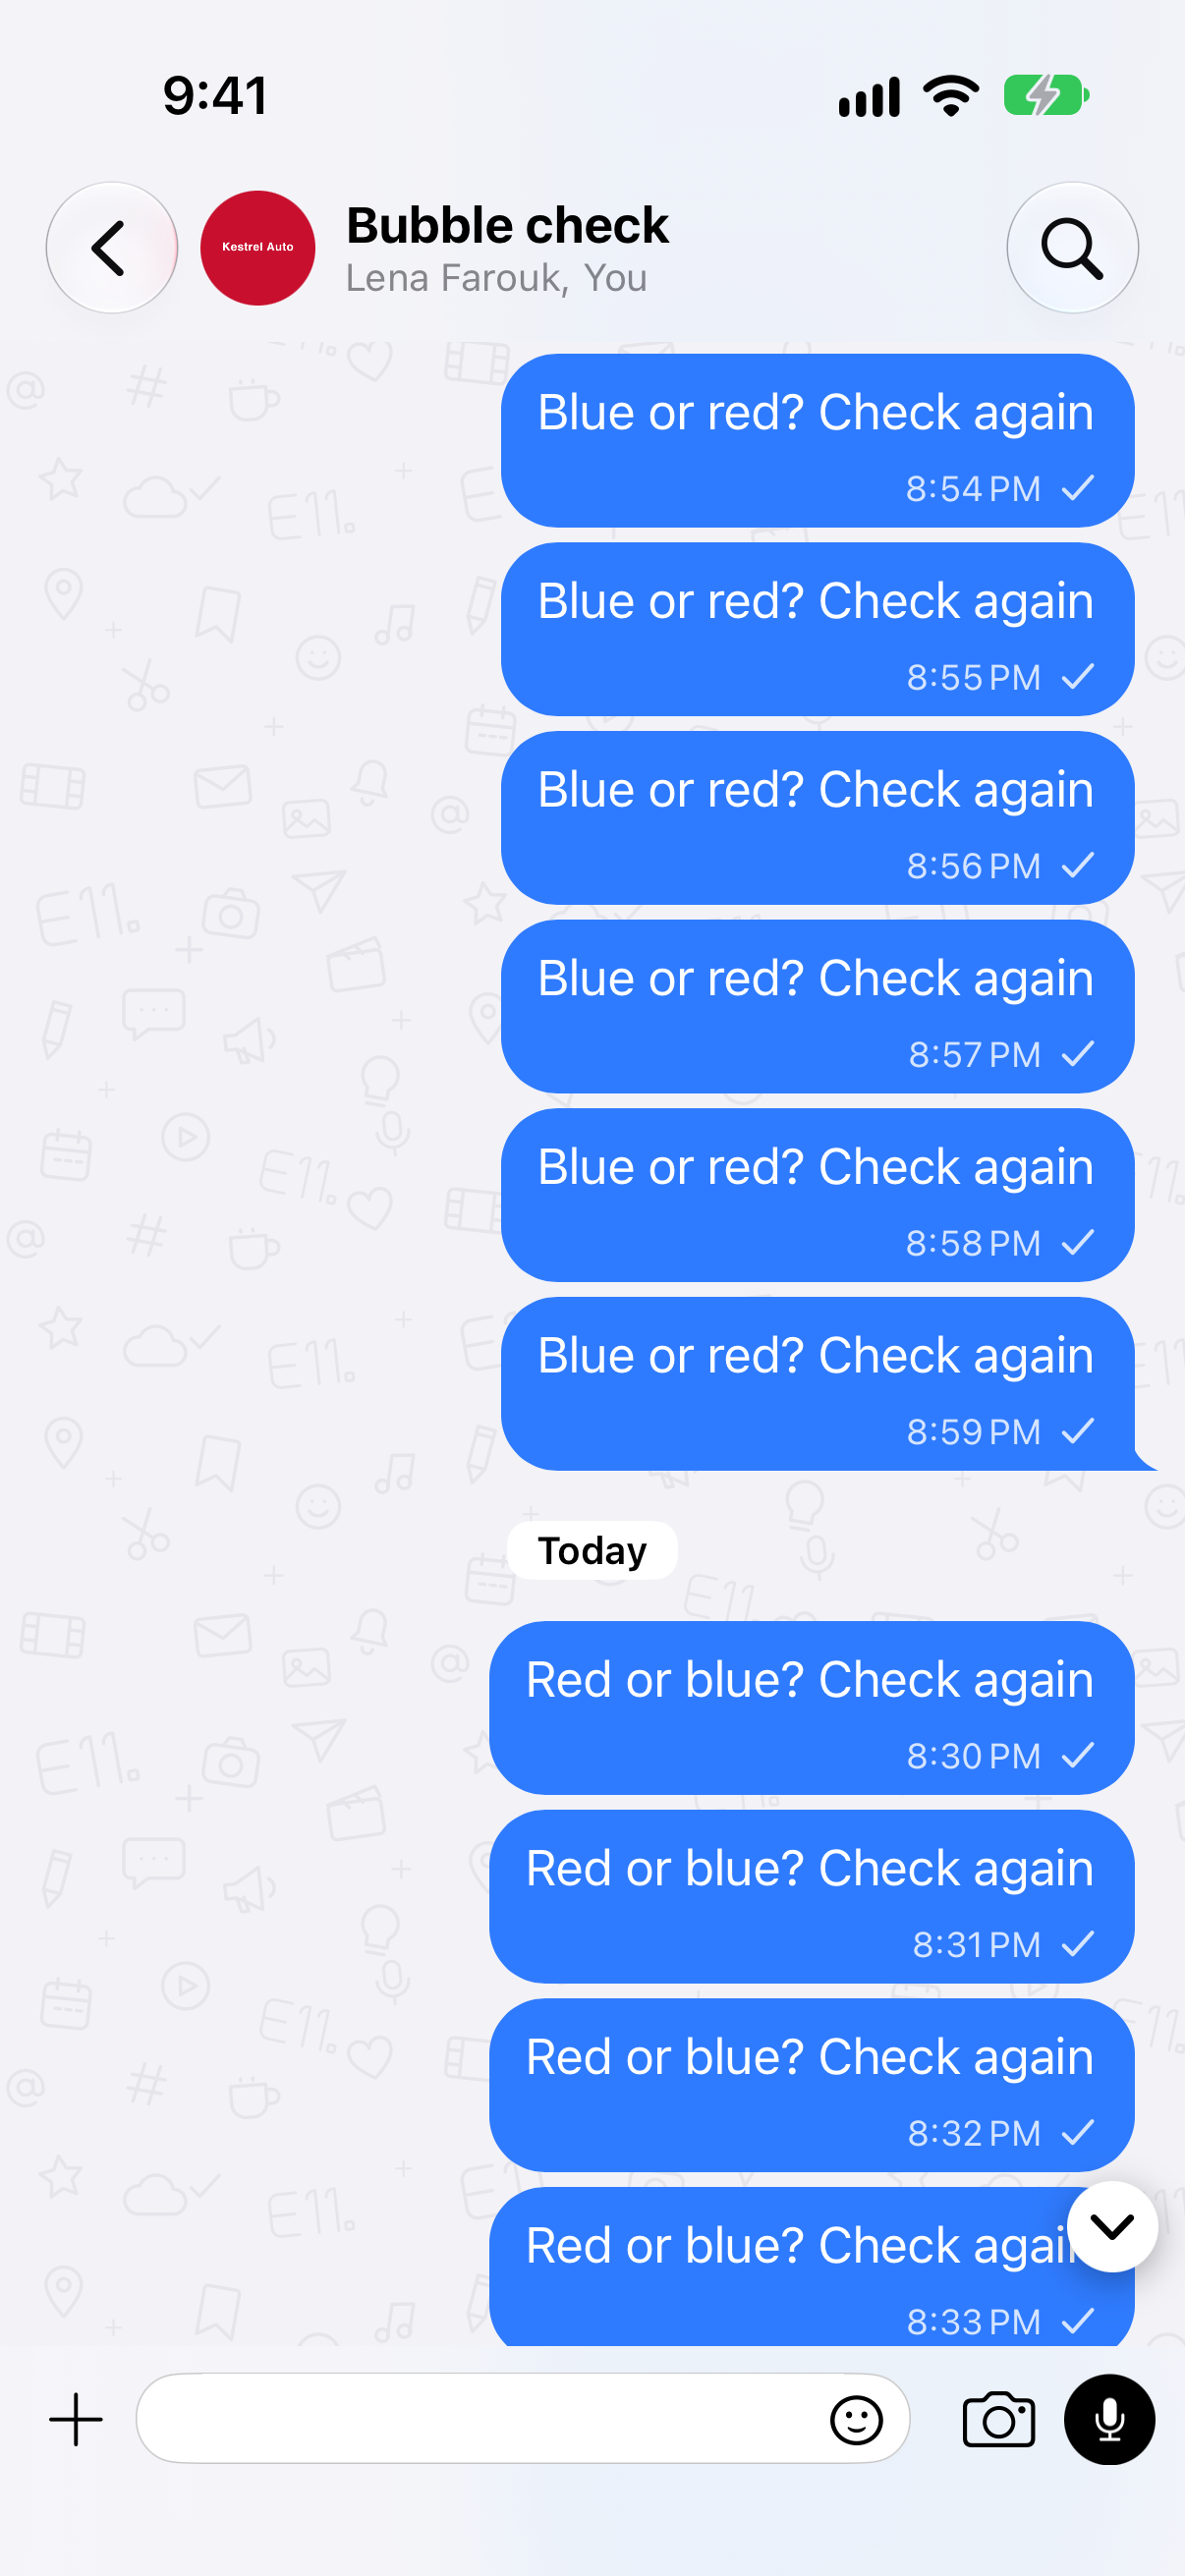 9:41
Kestrel Auto
Bubble check
Lena Farouk, You
Blue or red? Check again
8:54 PM
Blue or red? Check again
8:55 PM
Blue or red? Check again
8:56 PM
Blue or red? Check again
8:57 PM
Blue or red? Check again
8:58 PM
Blue or red? Check again
8:59 PM
Today
Red or blue? Check again
8:30 PM
Red or blue? Check again
8:31 PM
Red or blue? Check again
8:32 PM
Red or blue? Check again
8:33 PM